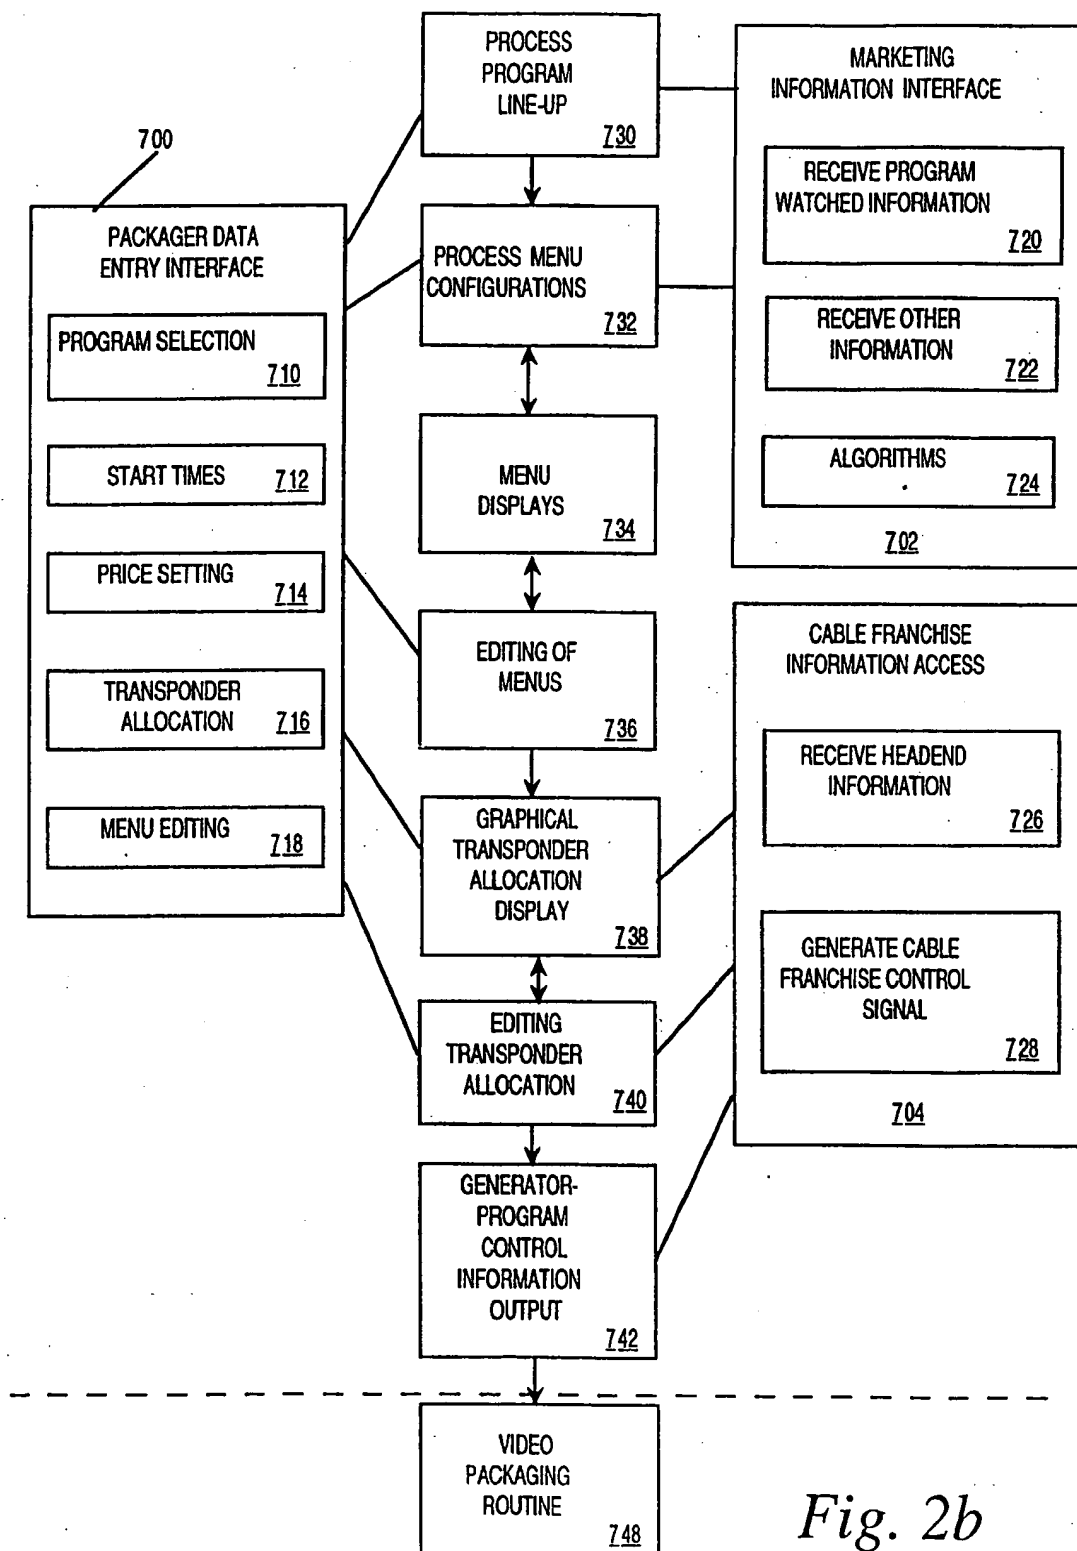 PROCESS
PROGRAM
LINE-UP
730
MARKETING
INFORMATION INTERFACE
RECEIVE PROGRAM
WATCHED INFORMATION
720
RECEIVE OTHER
INFORMATION
722
ALGORITHMS
724
702
700
PACKAGER DATA
ENTRY INTERFACE
PROGRAM SELECTION
710
START TIMES
712
PRICE SETTING
714
TRANSPONDER
ALLOCATION
716
MENU EDITING
718
PROCESS MENU
CONFIGURATIONS
732
MENU
DISPLAYS
734
EDITING OF
MENUS
736
GRAPHICAL
TRANSPONDER
ALLOCATION
DISPLAY
738
EDITING
TRANSPONDER
ALLOCATION
740
GENERATOR-
PROGRAM
CONTROL
INFORMATION
OUTPUT
742
CABLE FRANCHISE
INFORMATION ACCESS
RECEIVE HEADEND
INFORMATION
726
GENERATE CABLE
FRANCHISE CONTROL
SIGNAL
728
704
VIDEO
PACKAGING
ROUTINE
748
Fig. 2b